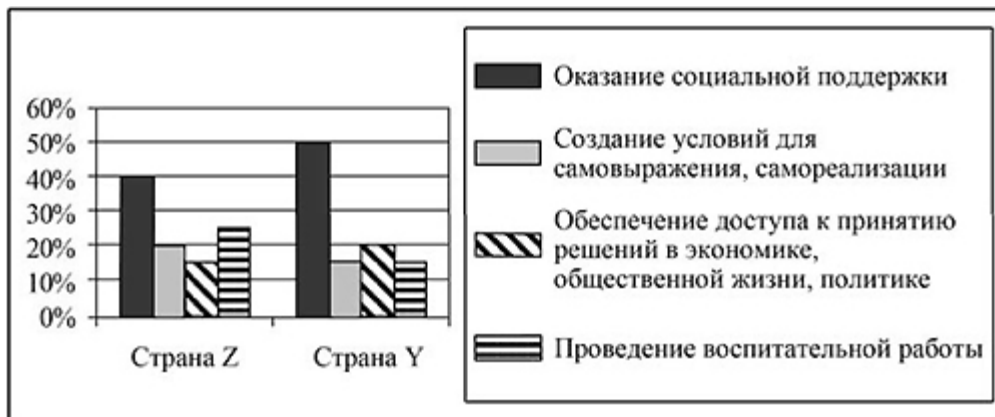 60%
50%
40%
30%
20%
10%
0%
Страна Z
Страна Y
Оказание социальной поддержки
Создание условий для
самовыражения, самореализации
Обеспечение доступа к принятию
решений в экономике,
общественной жизни, политике
Проведение воспитательной работы